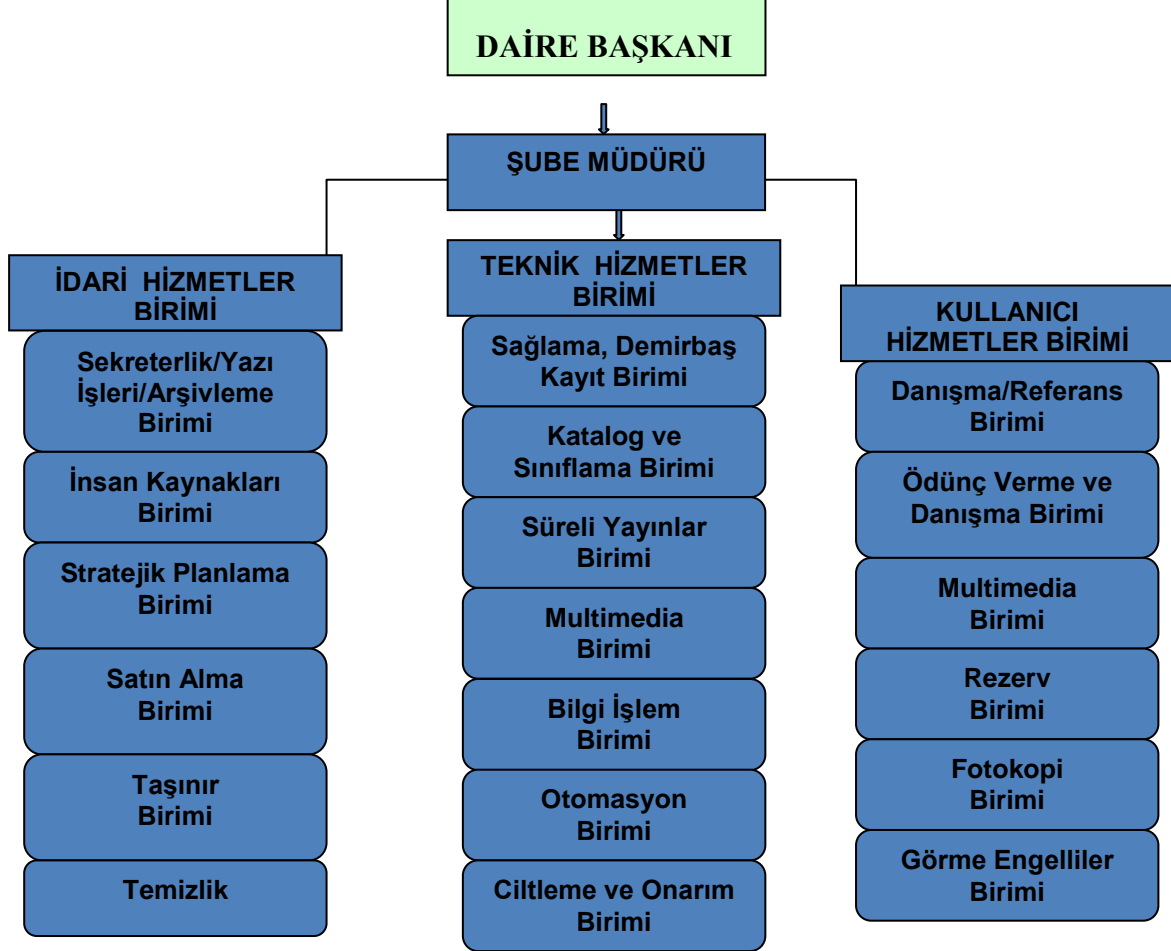 DAİRE BAŞKANI
ŞUBE MÜDÜRÜ
İDARİ HİZMETLER
BİRİMİ
Sekreterlik/Yazı
İşleri/Arşivleme
Birimi
İnsan Kaynakları
Birimi
Stratejik Planlama
Birimi
Satın Alma
Birimi
Taşınır
Birimi
Temizlik
TEKNİK HİZMETLER
BİRİMİ
Sağlama, Demirbaş
Kayıt Birimi
Katalog ve
Sınıflama Birimi
Süreli Yayınlar
Birimi
Multimedia
Birimi
Bilgi İşlem
Birimi
Otomasyon
Birimi
Ciltleme ve Onarım
Birimi
KULLANICI
HİZMETLER BİRİMİ
Danışma/Referans
Birimi
Ödünç Verme ve
Danışma Birimi
Multimedia
Birimi
Rezerv
Birimi
Fotokopi
Birimi
Görme Engelliler
Birimi